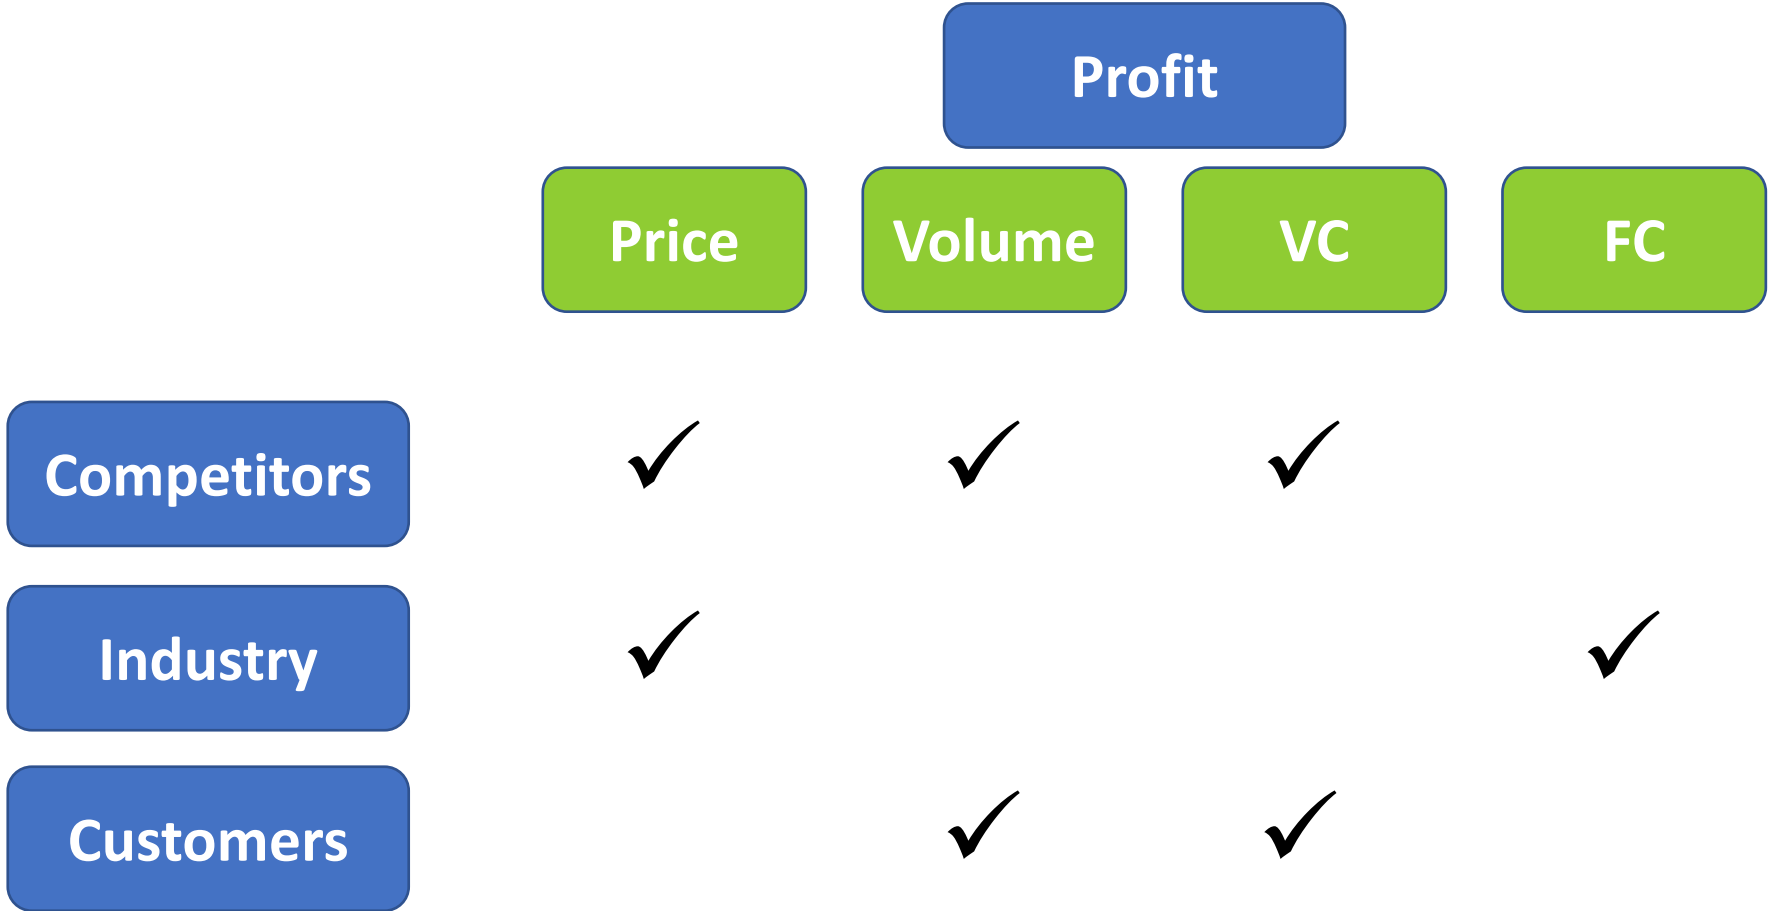 Profit
Price Volume VC FC
Competitors ✓ ✓ ✓
Industry ✓ ✓
Customers ✓ ✓